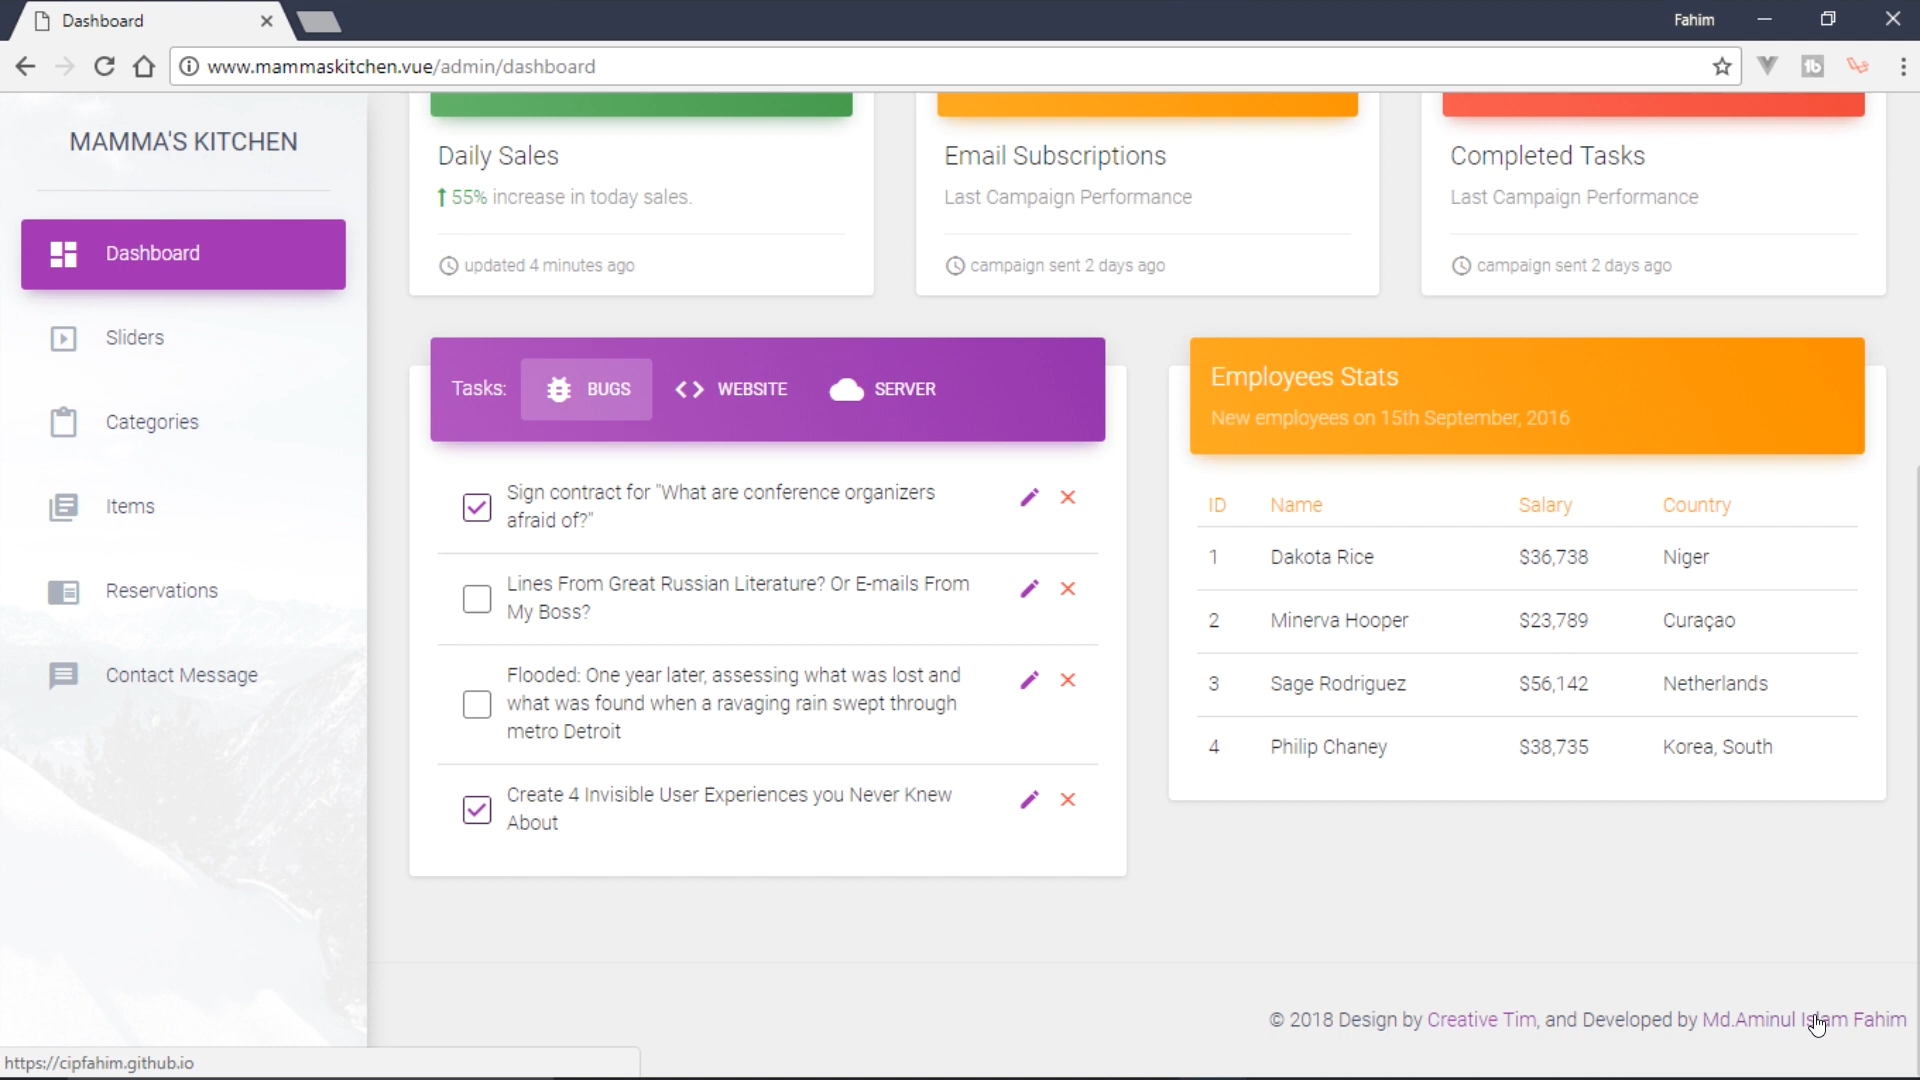 Dashboard
Fahim
www.mammaskitchen.vue/admin/dashboard
MAMMA'S KITCHEN
Dashboard
Sliders
Categories
Items
Reservations
Contact Message
Daily Sales
55% increase in today sales.
updated 4 minutes ago
Email Subscriptions
Last Campaign Performance
campaign sent 2 days ago
Completed Tasks
Last Campaign Performance
campaign sent 2 days ago
Tasks: BUGS WEBSITE SERVER
Sign contract for "What are conference organizers
afraid of?"
Lines From Great Russian Literature? Or E-mails From
My Boss?
Flooded: One year later, assessing what was lost and
what was found when a ravaging rain swept through
metro Detroit
Create 4 Invisible User Experiences you Never Knew
About
Employees Stats
New employees on 15th September, 2016
ID Name Salary Country
1 Dakota Rice $36,738 Niger
2 Minerva Hooper $23,789 Curaçao
3 Sage Rodriguez $56,142 Netherlands
4 Philip Chaney $38,735 Korea, South
© 2018 Design by Creative Tim, and Developed by Md.Aminul Islam Fahim
https://cipfahim.github.io